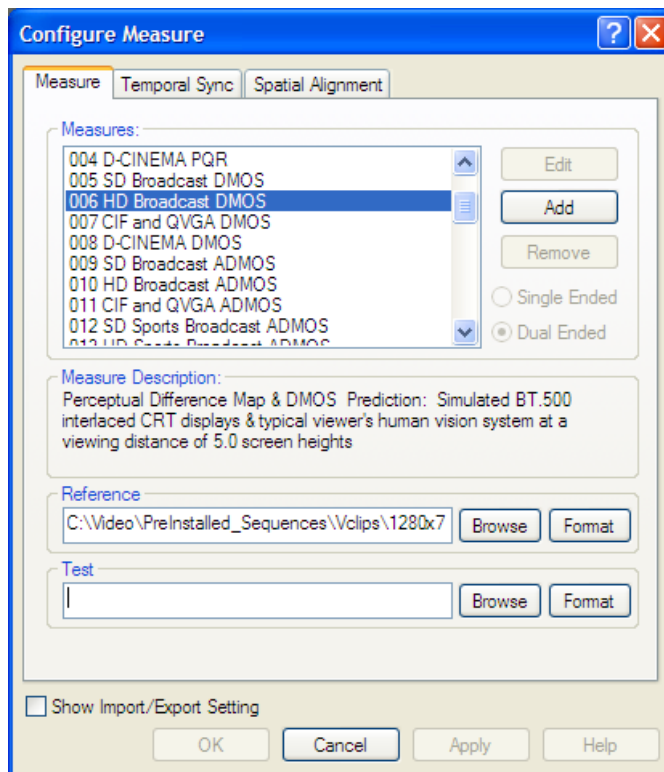 Configure Measure
Measure
Temporal Sync
Spatial Alignment
Measures:
004 D-CINEMA PQR
005 SD Broadcast DMOS
006 HD Broadcast DMOS
007 CIF and QVGA DMOS
008 D-CINEMA DMOS
009 SD Broadcast ADMOS
010 HD Broadcast ADMOS
011 CIF and QVGA ADMOS
012 SD Sports Broadcast ADMOS
013 HD Sports Broadcast ADMOS
Edit
Add
Remove
Single Ended
Dual Ended
Measure Description:
Perceptual Difference Map & DMOS Prediction: Simulated BT.500
interlaced CRT displays & typical viewer's human vision system at a
viewing distance of 5.0 screen heights
Reference
C:\Video\PreInstalled_Sequences\Vclips\1280x7
Browse
Format
Test
Browse
Format
Show Import/Export Setting
OK
Cancel
Apply
Help